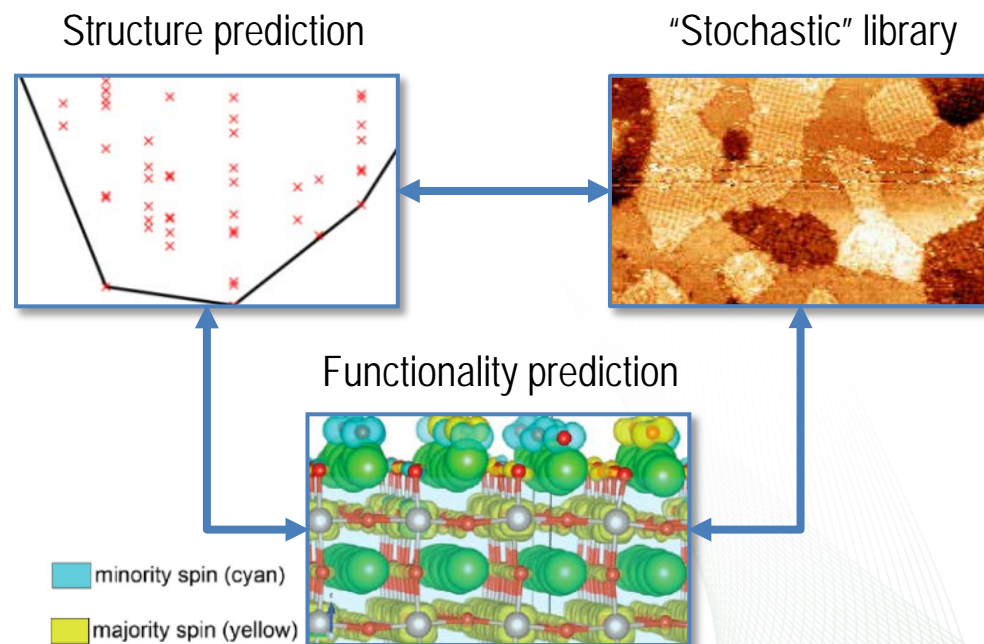 Structure prediction
“Stochastic” library
Functionality prediction
minority spin (cyan)
majority spin (yellow)